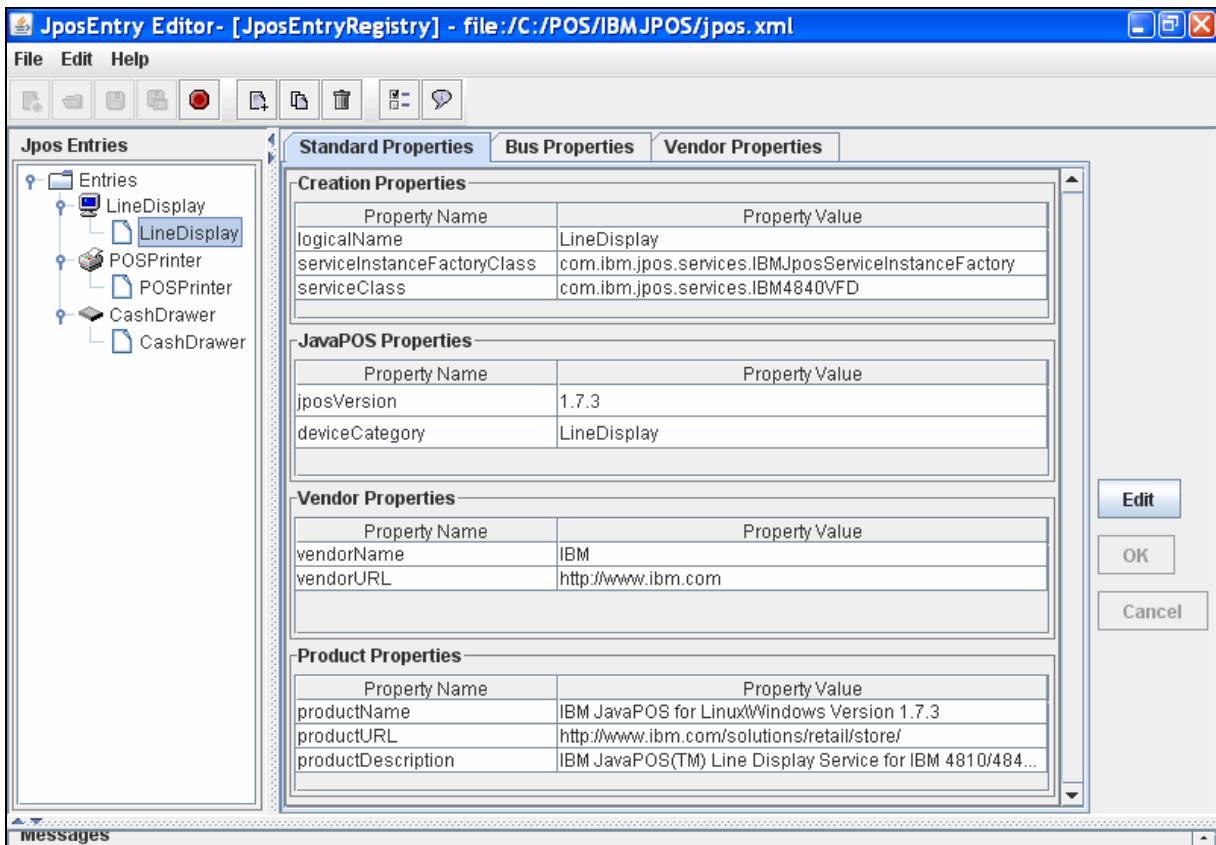 JposEntry Editor- [JposEntryRegistry] - file:/C:/POS/IBMJPOS/jpos.xml
File Edit Help
Jpos Entries
Entries
LineDisplay
LineDisplay
POSPrinter
POSPrinter
CashDrawer
CashDrawer
Standard Properties Bus Properties Vendor Properties
Creation Properties
Property Name Property Value
logicalName LineDisplay
serviceInstanceFactoryClass com.ibm.jpos.services.IBMJposServiceInstanceFactory
serviceClass com.ibm.jpos.services.IBM4840VFD
JavaPOS Properties
Property Name Property Value
jposVersion 1.7.3
deviceCategory LineDisplay
Vendor Properties
Property Name Property Value
vendorName IBM
vendorURL http://www.ibm.com
Product Properties
Property Name Property Value
productName IBM JavaPOS for Linux\Windows Version 1.7.3
productURL http://www.ibm.com/solutions/retail/store/
productDescription IBM JavaPOS(TM) Line Display Service for IBM 4810/484...
Edit
OK
Cancel
Messages